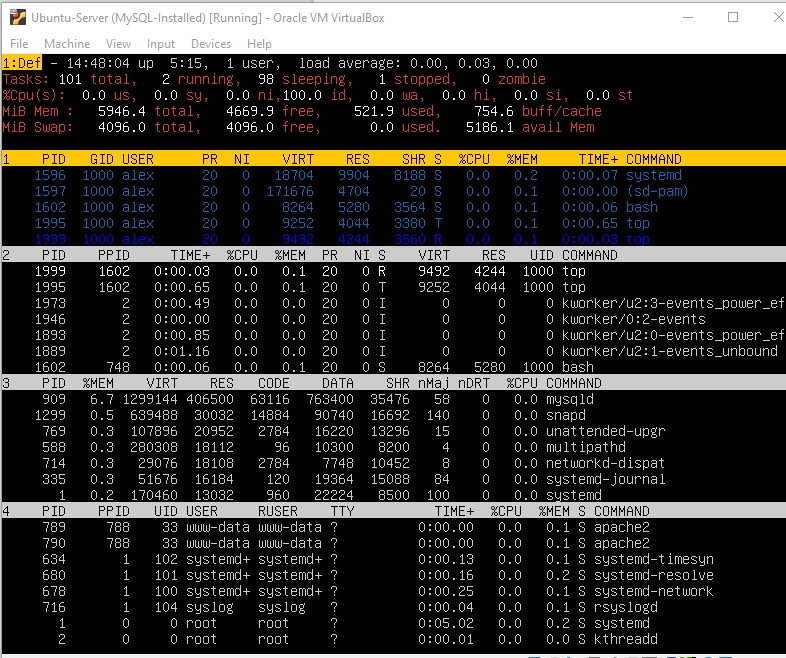 Ubuntu-Server (MySQL-Installed) [Running] - Oracle VM VirtualBox
File Machine View Input Devices Help
1:Def - 14:48:04 up 5:15, 1 user, load average: 0.00, 0.03, 0.00
Tasks: 101 total, 2 running, 98 sleeping, 1 stopped, 0 zombie
%Cpu(s): 0.0 us, 0.0 sy, 0.0 ni,100.0 id, 0.0 wa, 0.0 hi, 0.0 si, 0.0 st
MiB Mem : 5946.4 total, 4669.9 free, 521.9 used, 754.6 buff/cache
MiB Swap: 4096.0 total, 4096.0 free, 0.0 used. 5186.1 avail Mem
1 PID GID USER PR NI VIRT RES SHR S %CPU %MEM TIME+ COMMAND
1596 1000 alex 20 0 18704 9904 8188 S 0.0 0.2 0:00.07 systemd
1597 1000 alex 20 0 171676 4704 20 S 0.0 0.1 0:00.00 (sd-pam)
1602 1000 alex 20 0 8264 5280 3564 S 0.0 0.1 0:00.06 bash
1995 1000 alex 20 0 9252 4044 3380 T 0.0 0.1 0:00.65 top
1999 1000 alex 20 0 9492 4244 3560 R 0.0 0.1 0:00.03 top
2 PID PPID TIME+ %CPU %MEM PR NI S VIRT RES UID COMMAND
1999 1602 0:00.03 0.0 0.1 20 0 R 9492 4244 1000 top
1995 1602 0:00.65 0.0 0.1 20 0 T 9252 4044 1000 top
1973 2 0:00.49 0.0 0.0 20 0 I 0 0 0 kworker/u2:3-events_power_ef
1946 2 0:00.00 0.0 0.0 20 0 I 0 0 0 kworker/0:2-events
1893 2 0:00.85 0.0 0.0 20 0 I 0 0 0 kworker/u2:0-events_power_ef
1889 2 0:01.16 0.0 0.0 20 0 I 0 0 0 kworker/u2:1-events_unbound
1602 748 0:00.06 0.0 0.1 20 0 S 8264 5280 1000 bash
3 PID %MEM VIRT RES CODE DATA SHR nMaj nDRT %CPU COMMAND
909 6.7 1299144 406500 63116 763400 35476 58 0 0.0 mysqld
1299 0.5 639488 30032 14884 90740 16692 140 0 0.0 snapd
769 0.3 107896 20952 2784 16220 13296 15 0 0.0 unattended-upgr
588 0.3 280308 18112 96 10300 8200 4 0 0.0 multipathd
714 0.3 29076 18108 2784 7748 10452 8 0 0.0 networkd-dispat
335 0.3 51676 16184 120 19364 15088 84 0 0.0 systemd-journal
1 0.2 170460 13032 960 22224 8500 100 0 0.0 systemd
4 PID PPID UID USER RUSER TTY TIME+ %CPU %MEM S COMMAND
789 788 33 www-data www-data ? 0:00.00 0.0 0.1 S apache2
790 788 33 www-data www-data ? 0:00.00 0.0 0.1 S apache2
634 1 102 systemd+ systemd+ ? 0:00.13 0.0 0.1 S systemd-timesyn
680 1 101 systemd+ systemd+ ? 0:00.16 0.0 0.2 S systemd-resolve
678 1 100 systemd+ systemd+ ? 0:00.25 0.0 0.1 S systemd-network
716 1 104 syslog syslog ? 0:00.04 0.0 0.1 S rsyslogd
1 0 0 root root ? 0:05.02 0.0 0.2 S systemd
2 0 0 root root ? 0:00.01 0.0 0.0 S kthreadd